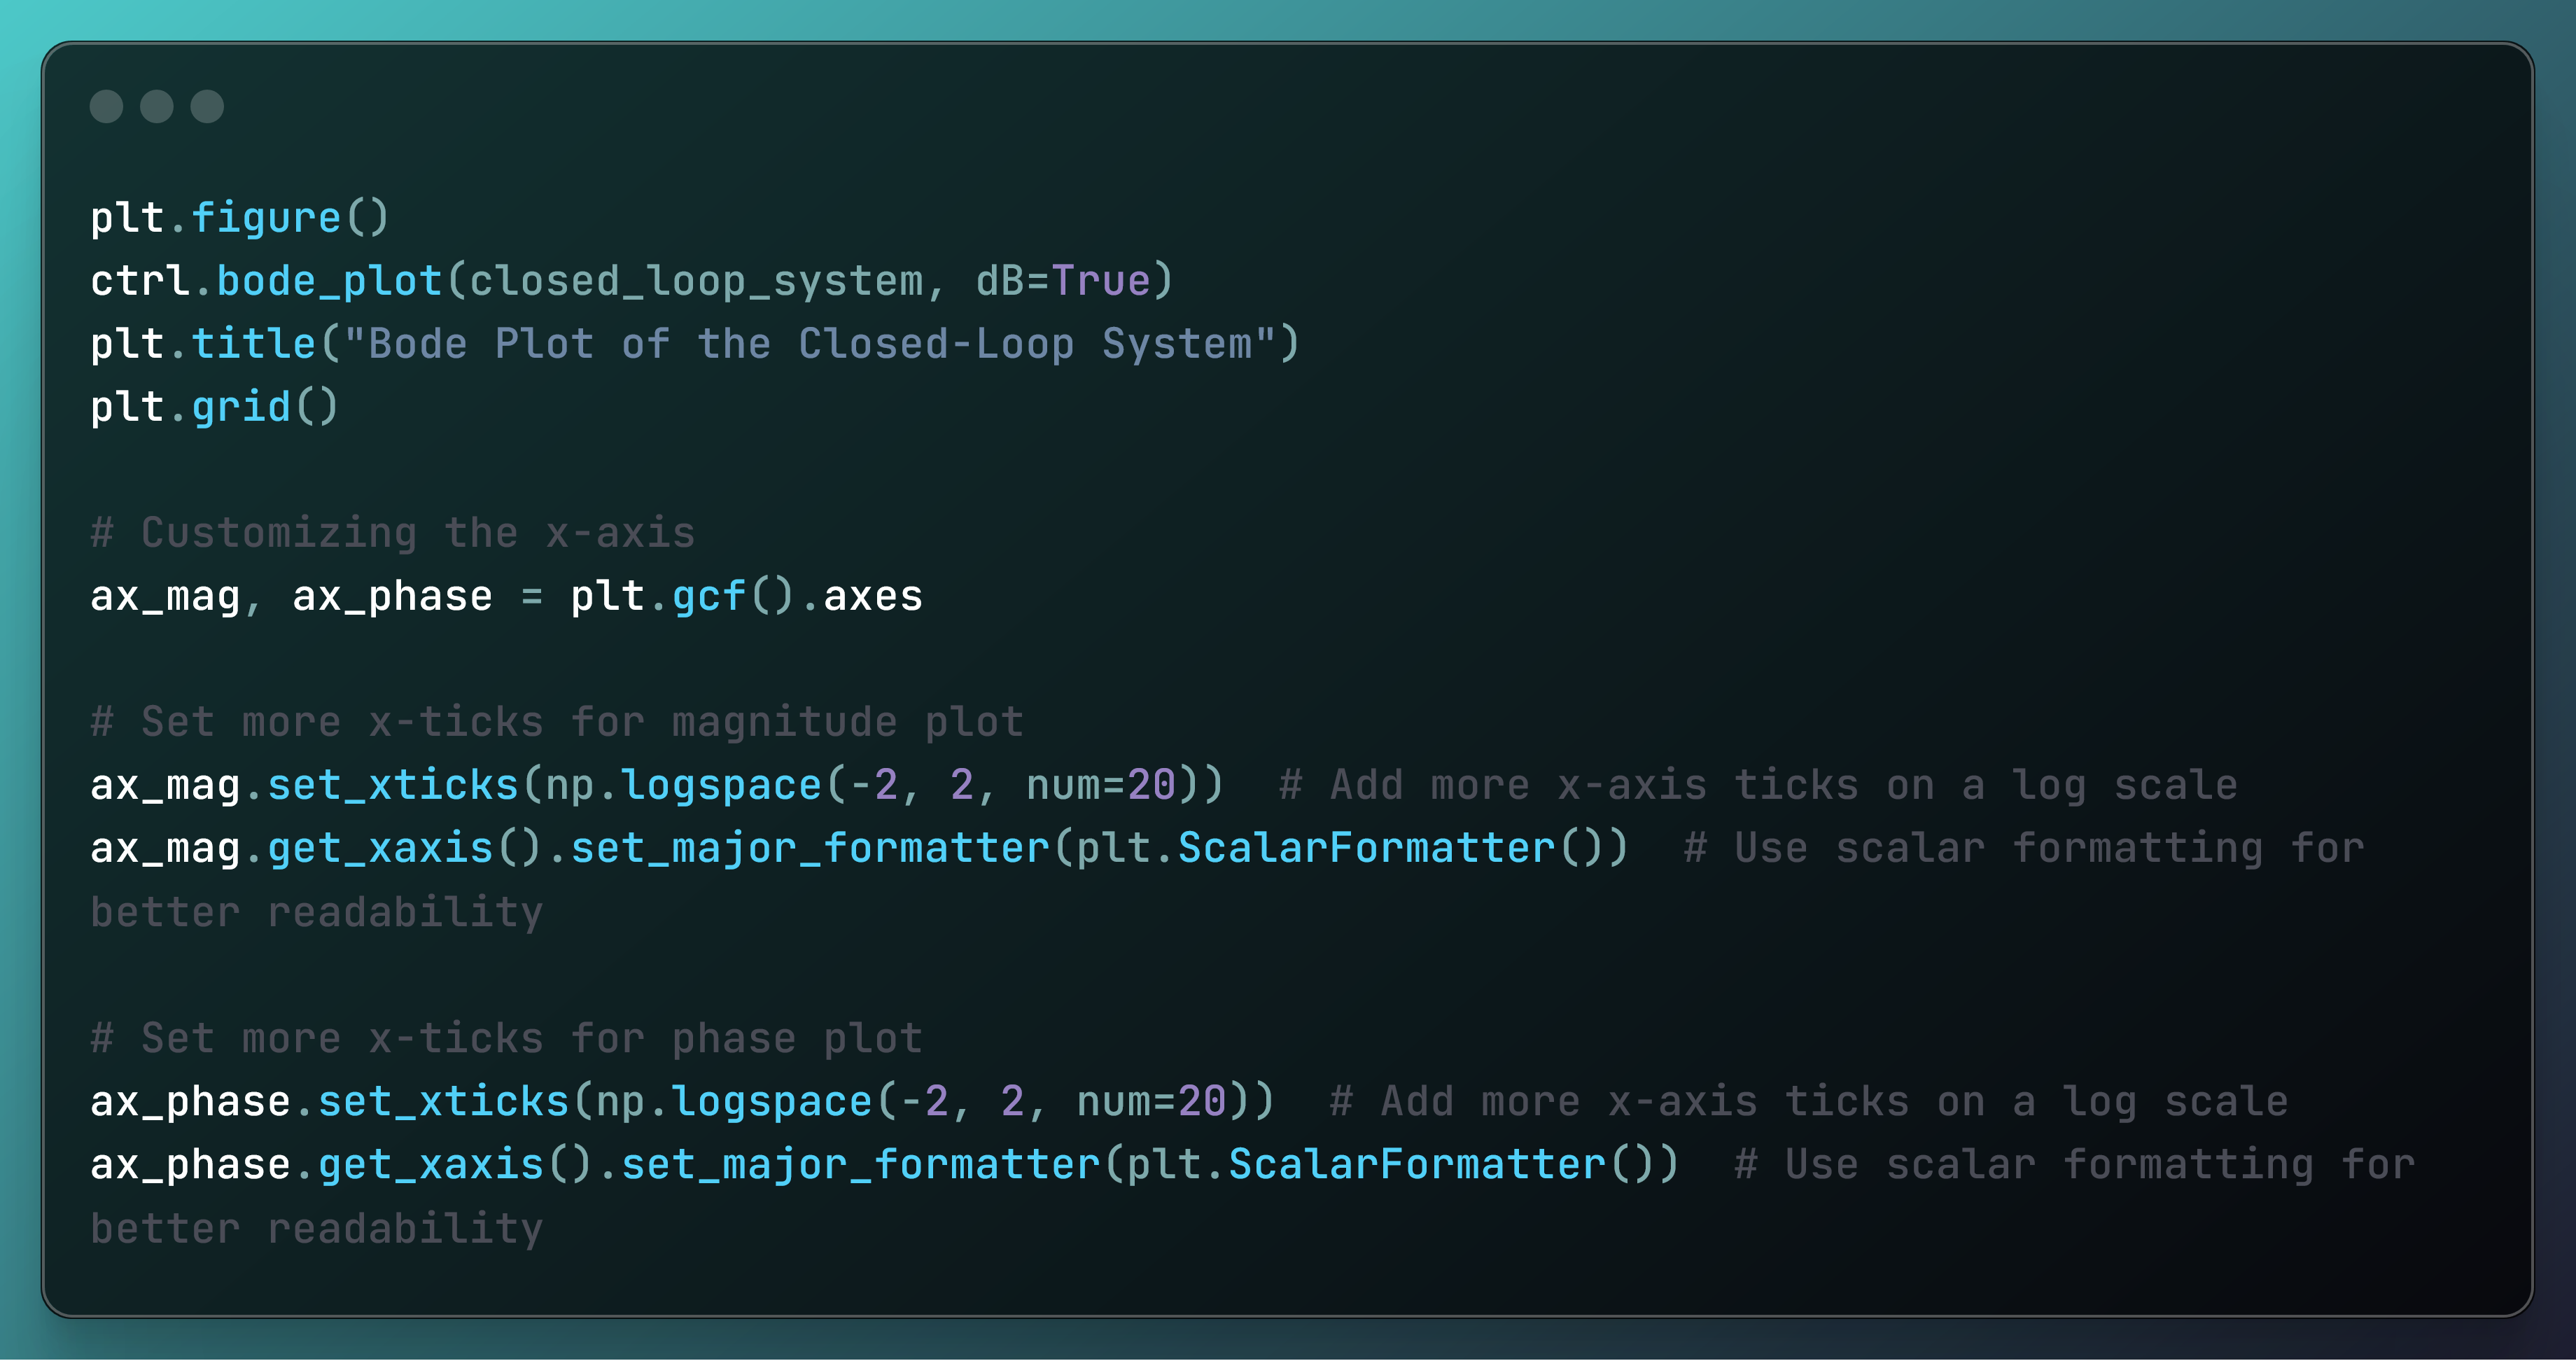 plt.figure()
ctrl.bode_plot(closed_loop_system, dB=True)
plt.title("Bode Plot of the Closed-Loop System")
plt.grid()
# Customizing the x-axis
ax_mag, ax_phase = plt.gcf().axes
# Set more x-ticks for magnitude plot
ax_mag.set_xticks(np.logspace(-2, 2, num=20))  # Add more x-axis ticks on a log scale
ax_mag.get_xaxis().set_major_formatter(plt.ScalarFormatter())  # Use scalar formatting for
better readability
# Set more x-ticks for phase plot
ax_phase.set_xticks(np.logspace(-2, 2, num=20))  # Add more x-axis ticks on a log scale
ax_phase.get_xaxis().set_major_formatter(plt.ScalarFormatter())  # Use scalar formatting for
better readability